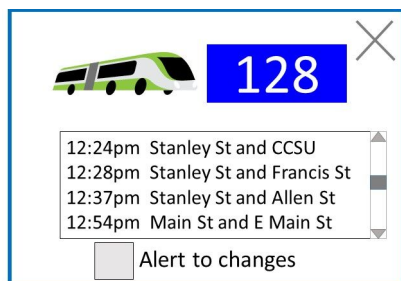 128
12:24pm Stanley St and CCSU
12:28pm Stanley St and Francis St
12:37pm Stanley St and Allen St
12:54pm Main St and E Main St
Alert to changes